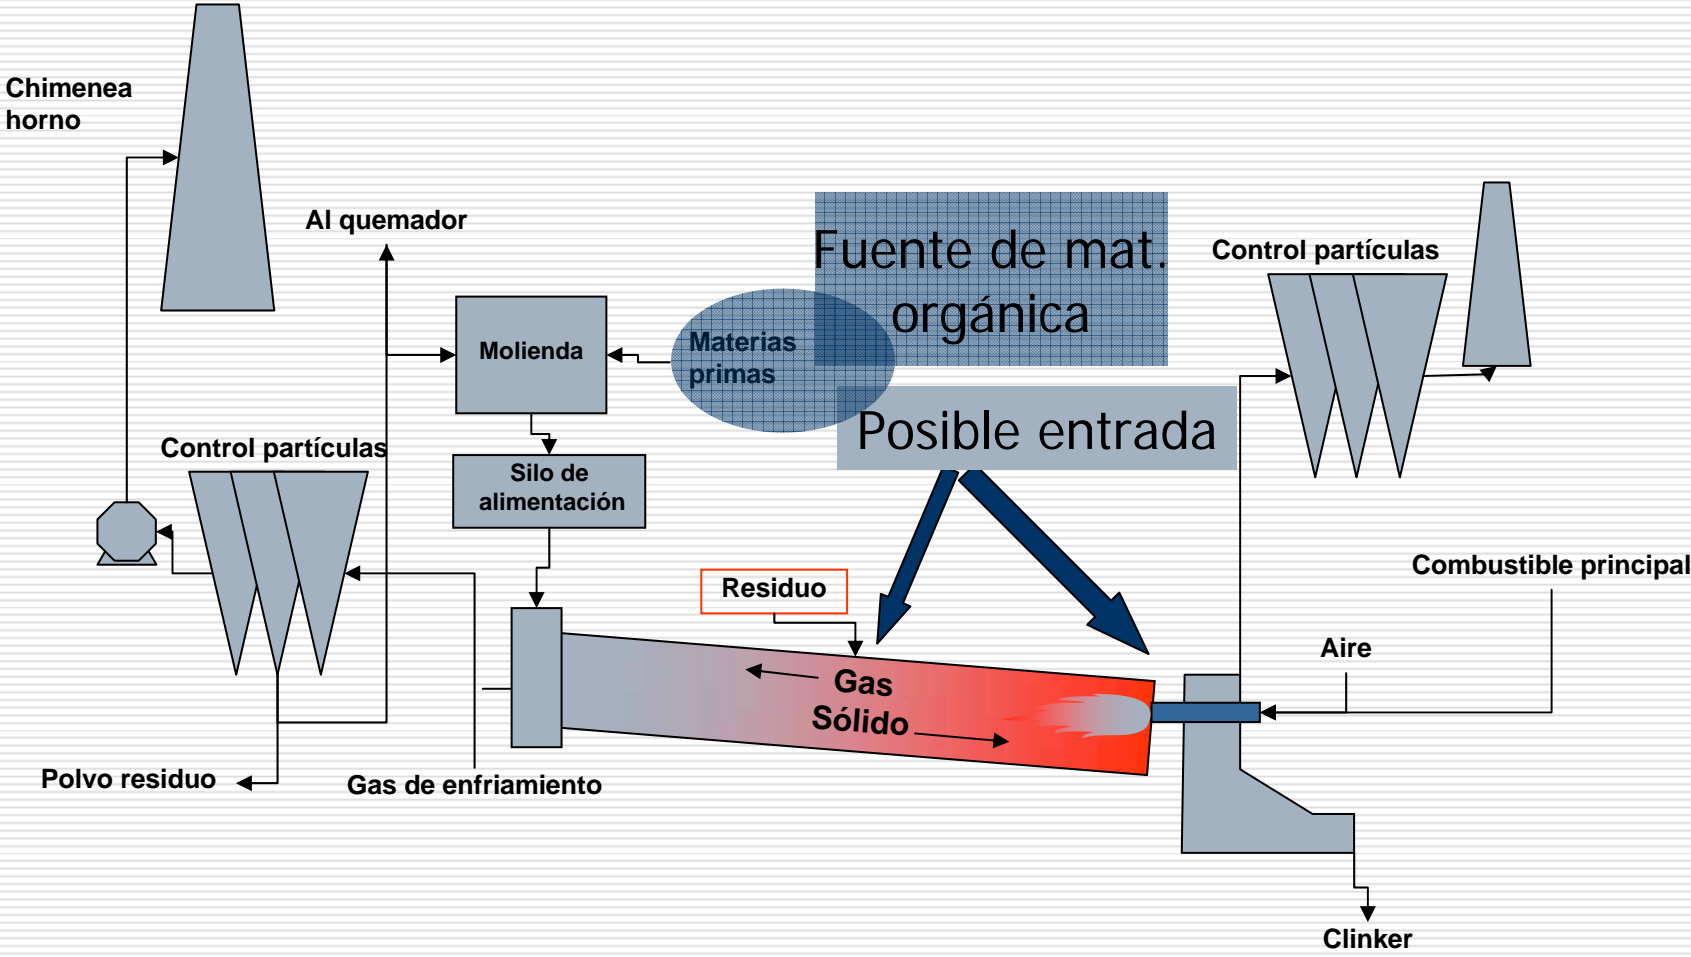 Chimenea
horno
Al quemador
Fuente de mat.
orgánica
Control partículas
Molienda
Materias
primas
Posible entrada
Control partículas
Silo de
alimentación
Combustible principal
Residuo
Aire
Gas
Sólido
Polvo residuo
Gas de enfriamiento
Clinker